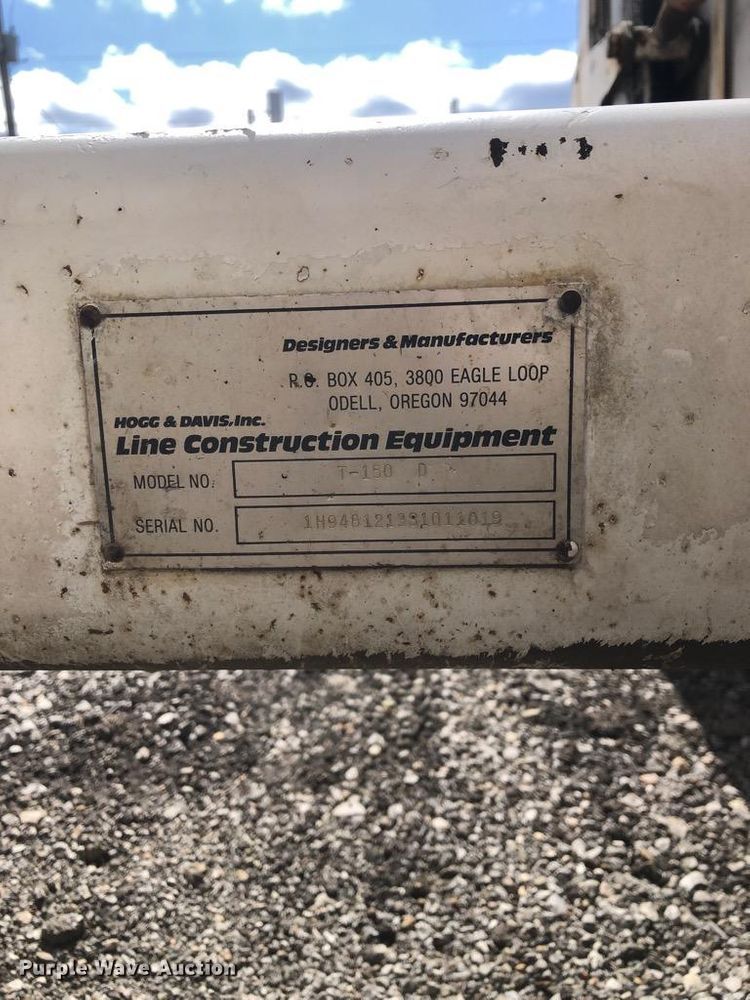 Designers & Manufacturers
P.O. BOX 405, 3800 EAGLE LOOP
ODELL, OREGON 97044
HOGG & DAVIS, Inc.
Line Construction Equipment
MODEL NO. T-150 D
SERIAL NO.
Purple Wave Auction